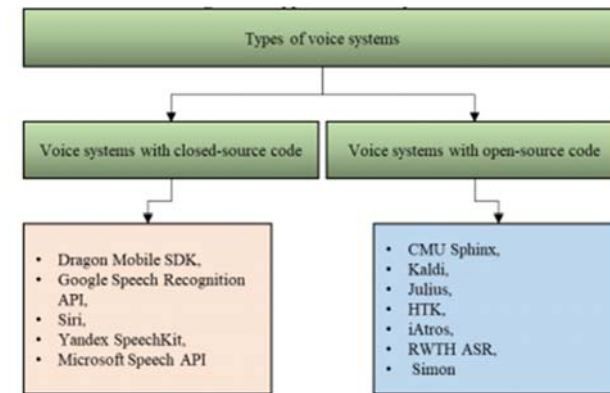 Types of voice systems
Voice systems with closed-source code
Voice systems with open-source code
• Dragon Mobile SDK,
• Google Speech Recognition
API,
• Siri,
• Yandex SpeechKit,
• Microsoft Speech API
• CMU Sphinx,
• Kaldi,
• Julius,
• HTK,
• iAtros,
• RWTH ASR,
• Simon